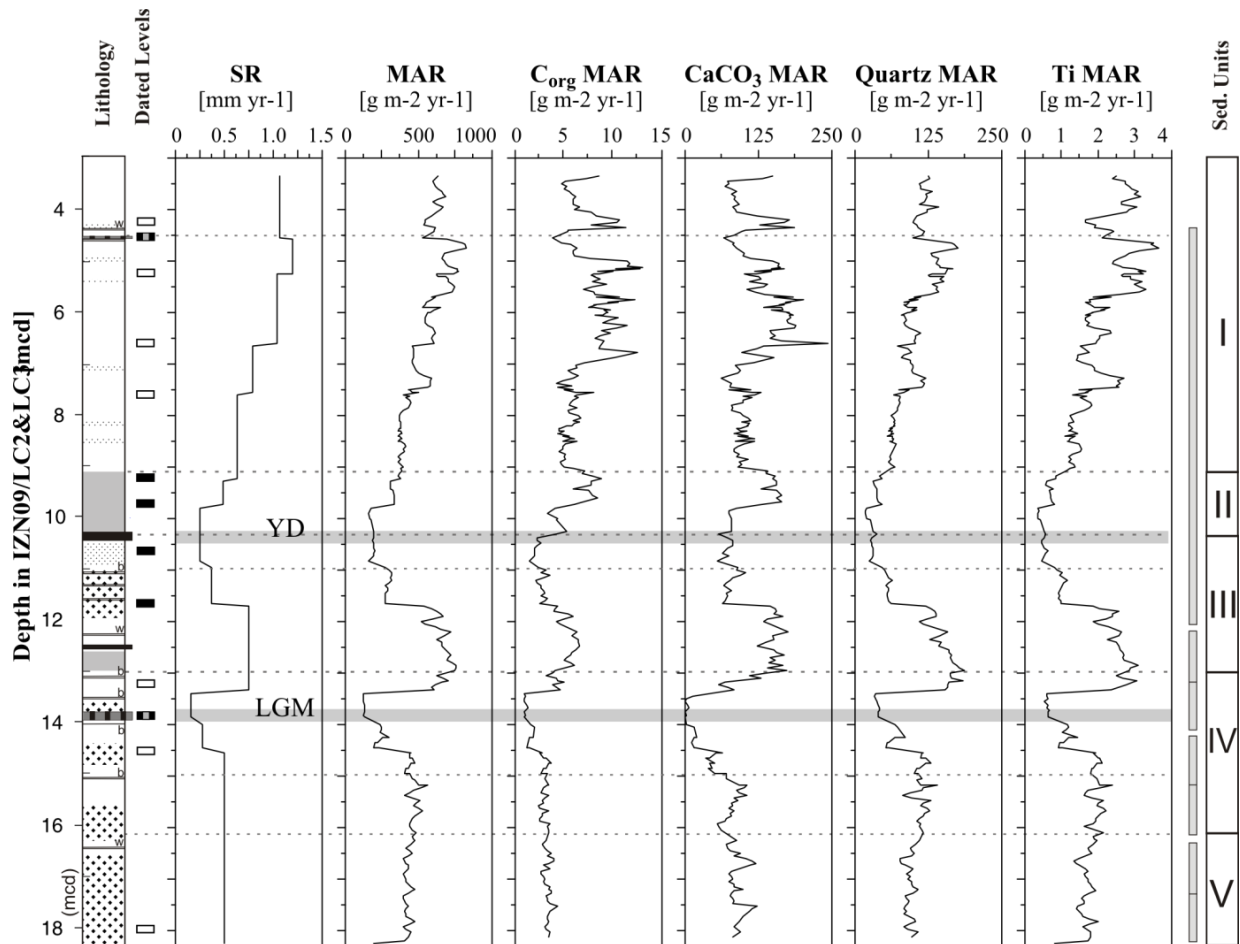 Lithology
Dated Levels
SR
[mm yr-1]
MAR
[g m-2 yr-1]
Corg MAR
[g m-2 yr-1]
CaCO3 MAR
[g m-2 yr-1]
Quartz MAR
[g m-2 yr-1]
Ti MAR
[g m-2 yr-1]
Sed. Units
0 0.5 1.0 1.5
0 500 1000
0 5 10 15
0 125 250
0 125 250
0 1 2 3 4
Depth in IZN09/LC2&LC3mcd]
4
6
8
10
12
14
16
18
(mcd)
w
b
w
b
b
b
b
w
YD
LGM
I
II
III
IV
V